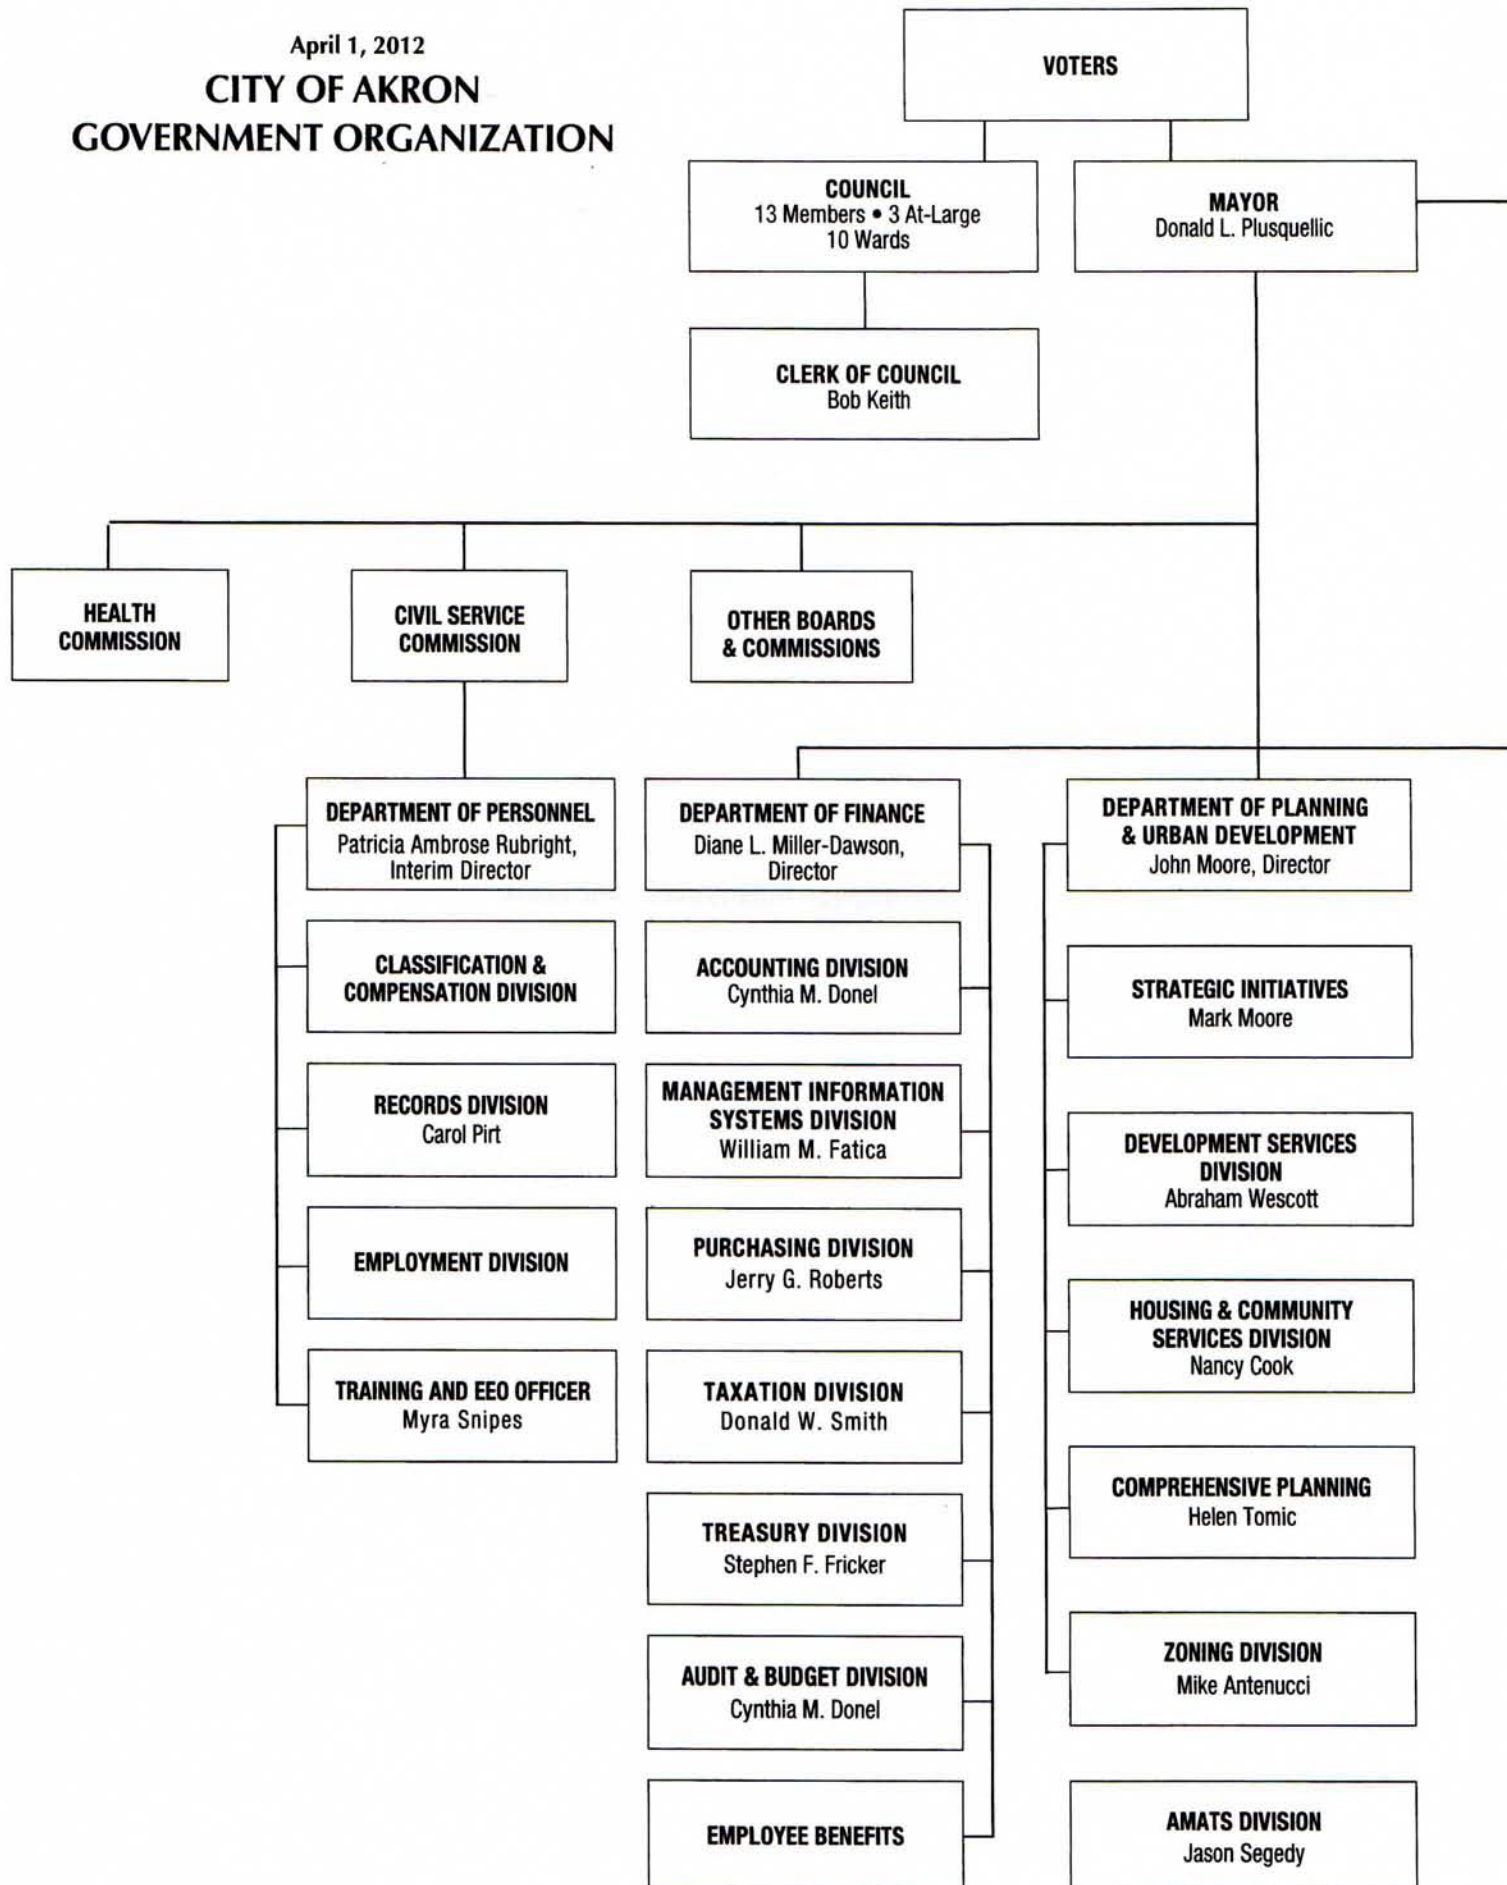 April 1, 2012
CITY OF AKRON
GOVERNMENT ORGANIZATION
VOTERS
COUNCIL
13 Members • 3 At-Large
10 Wards
MAYOR
Donald L. Plusquellic
CLERK OF COUNCIL
Bob Keith
HEALTH
COMMISSION
CIVIL SERVICE
COMMISSION
OTHER BOARDS
& COMMISSIONS
DEPARTMENT OF PERSONNEL
Patricia Ambrose Rubright,
Interim Director
CLASSIFICATION &
COMPENSATION DIVISION
RECORDS DIVISION
Carol Pirt
EMPLOYMENT DIVISION
TRAINING AND EEO OFFICER
Myra Snipes
DEPARTMENT OF FINANCE
Diane L. Miller-Dawson,
Director
ACCOUNTING DIVISION
Cynthia M. Donel
MANAGEMENT INFORMATION
SYSTEMS DIVISION
William M. Fatica
PURCHASING DIVISION
Jerry G. Roberts
TAXATION DIVISION
Donald W. Smith
TREASURY DIVISION
Stephen F. Fricker
AUDIT & BUDGET DIVISION
Cynthia M. Donel
EMPLOYEE BENEFITS
DEPARTMENT OF PLANNING
& URBAN DEVELOPMENT
John Moore, Director
STRATEGIC INITIATIVES
Mark Moore
DEVELOPMENT SERVICES
DIVISION
Abraham Wescott
HOUSING & COMMUNITY
SERVICES DIVISION
Nancy Cook
COMPREHENSIVE PLANNING
Helen Tomic
ZONING DIVISION
Mike Antenucci
AMATS DIVISION
Jason Segedy